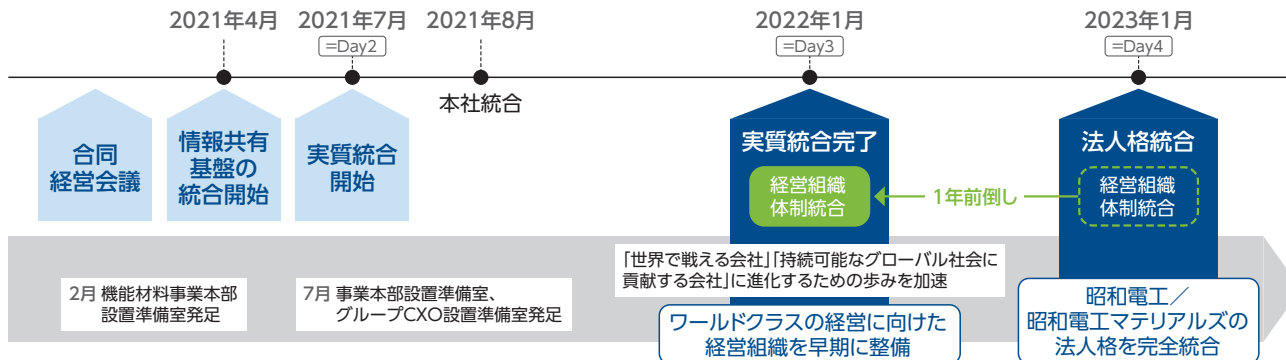 2021年4月
2021年7月
=Day2
2021年8月
2022年1月
=Day3
2023年1月
=Day4
本社統合
合同
経営会議
情報共有
基盤の
統合開始
実質統合
開始
実質統合完了
経営組織
体制統合
1年前倒し
法人格統合
経営組織
体制統合
2月 機能材料事業本部
設置準備室発足
7月 事業本部設置準備室、
グループCXO設置準備室発足
「世界で戦える会社」「持続可能なグローバル社会に
貢献する会社」に進化するための歩みを加速
ワールドクラスの経営に向けた
経営組織を早期に整備
昭和電工／
昭和電工マテリアルズの
法人格を完全統合